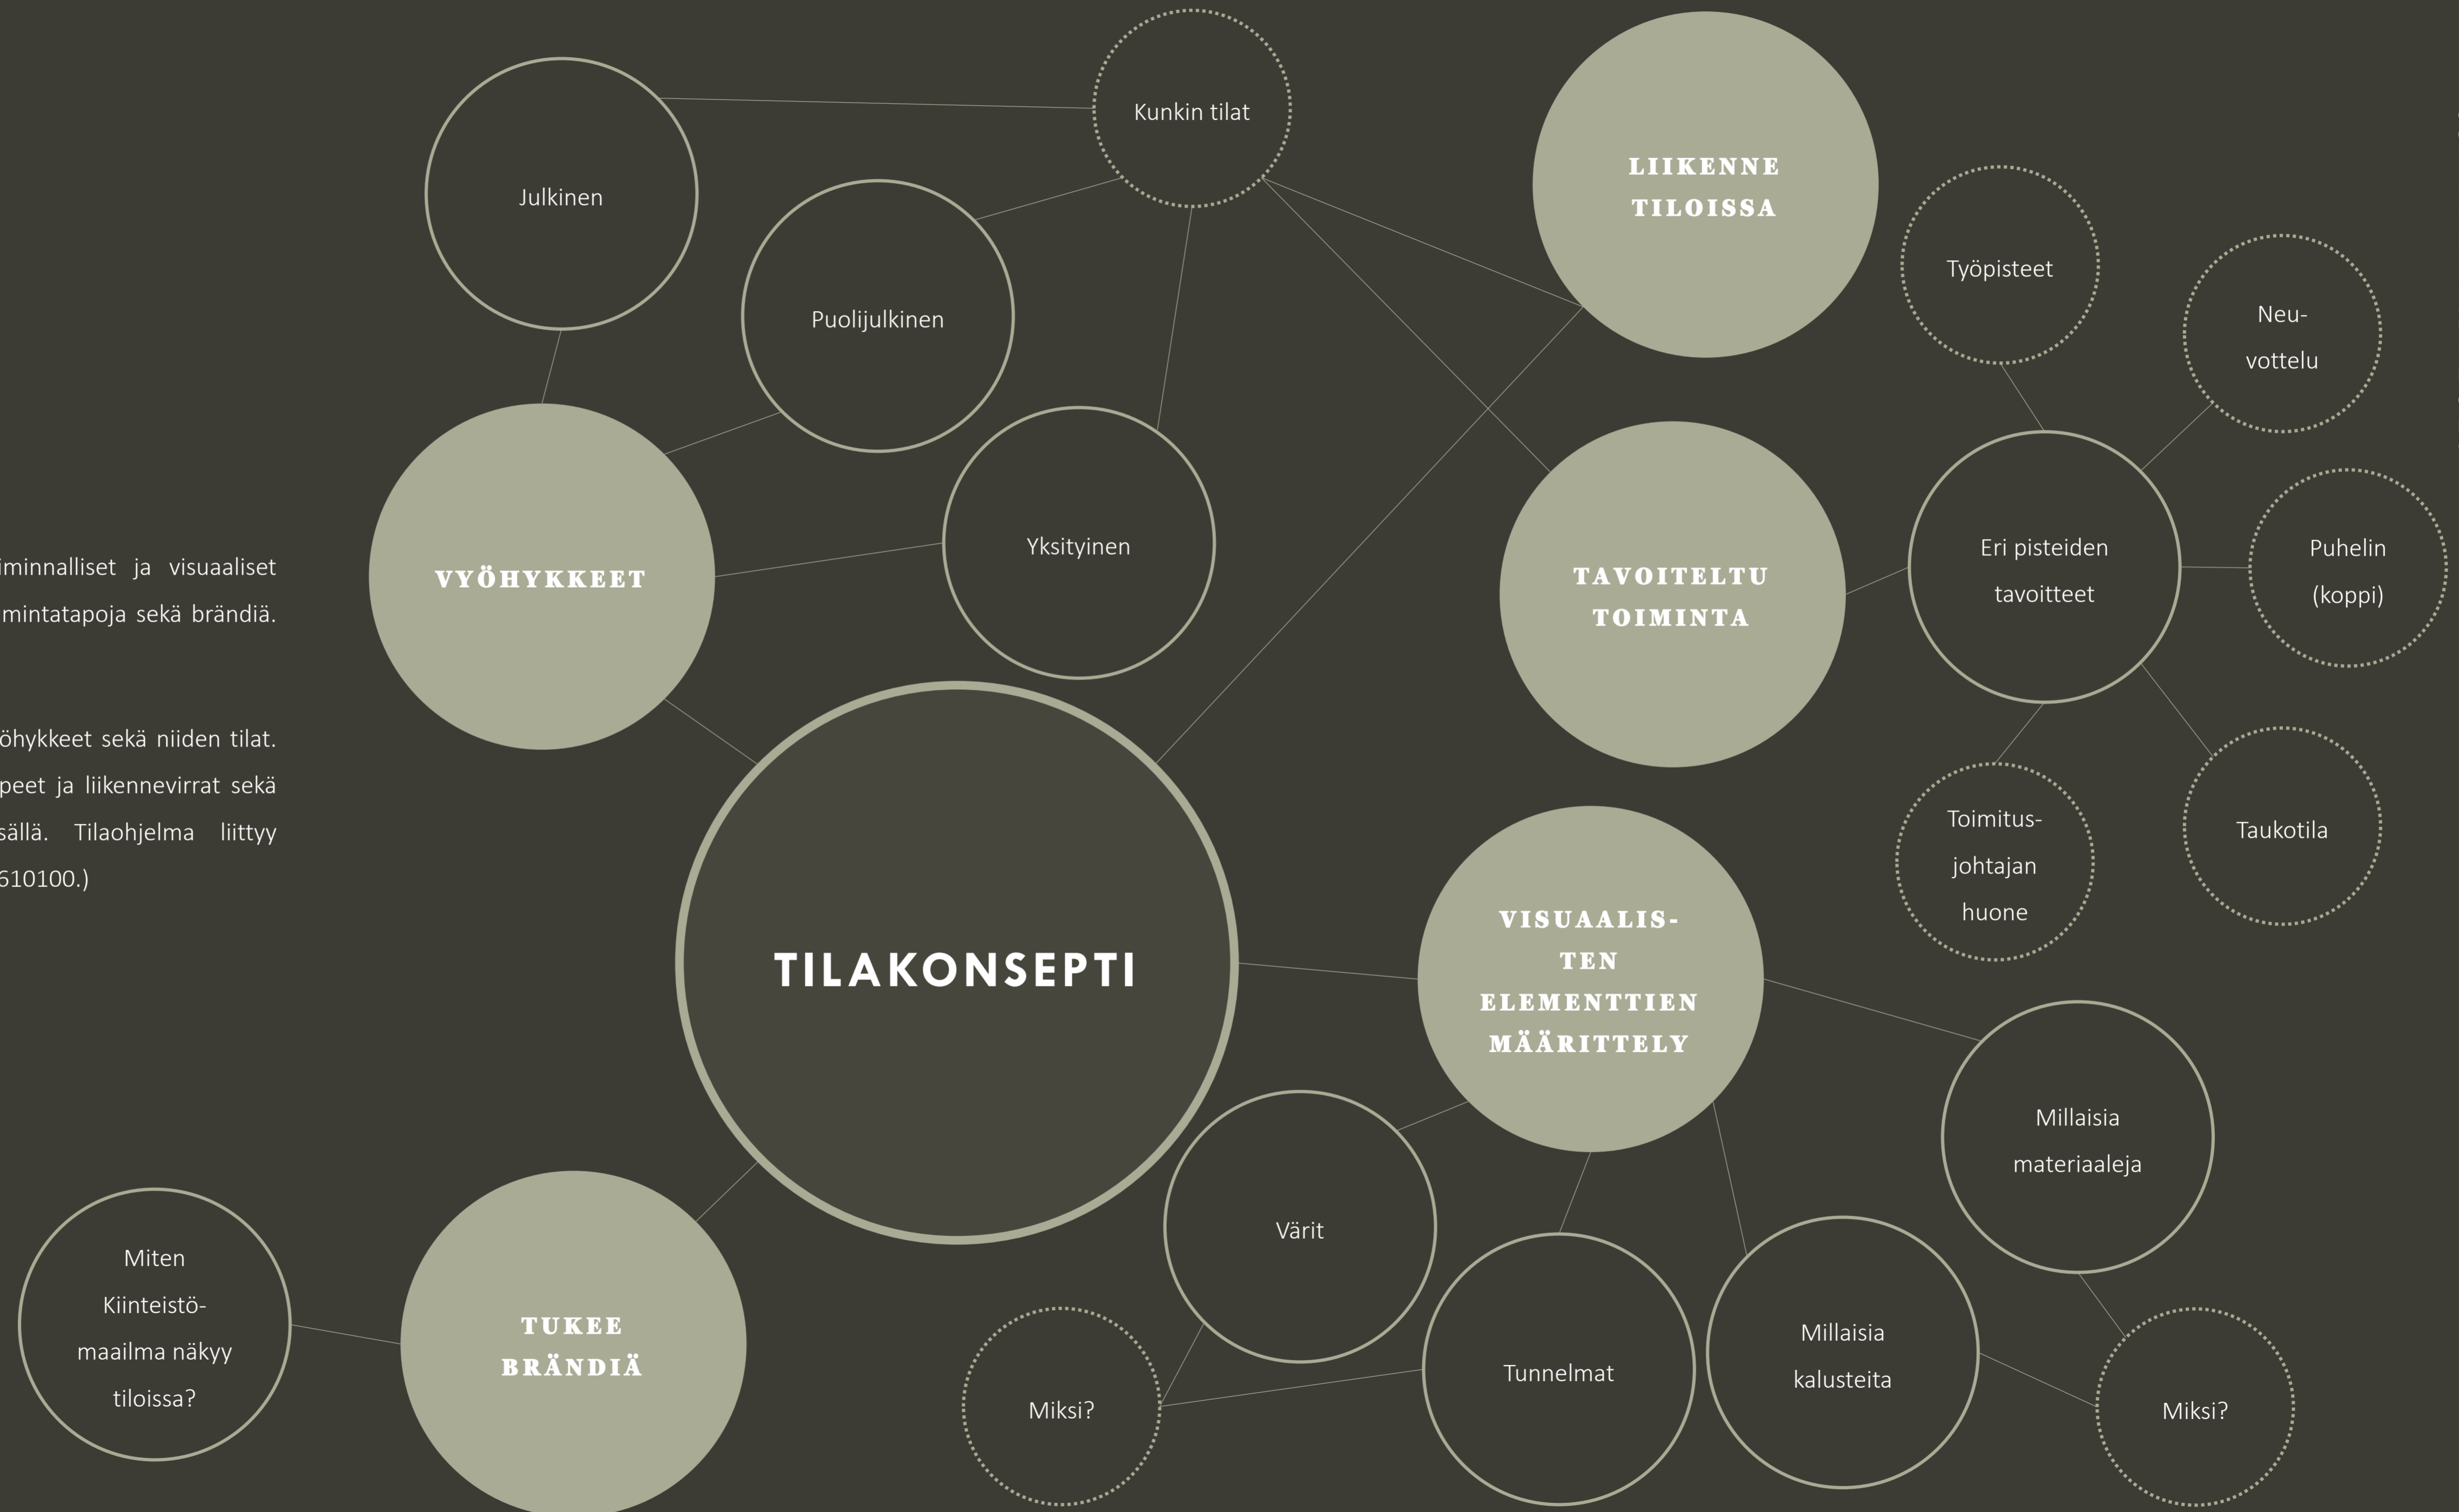 iminnalliset ja visuaaliset
mintatapoja sekä brändiä.
öhykkeet sekä niiden tilat.
peet ja liikennevirrat sekä
sällä. Tilaohjelma liittyy
610100.)
Julkinen
Kunkin tilat
Puolijulkinen
Yksityinen
VYÖHYKKEET
LIIKENNE
TILOISSA
TAVOITELTU
TOIMINTA
Työpisteet
Neu-
vottelu
Eri pisteiden
tavoitteet
Puhelin
(koppi)
Toimitus-
johtajan
huone
Taukotila
TILAKONSEPTI
VISUAALIS-
TEN
ELEMENTTIEN
MÄÄRITTELY
Millaisia
materiaaleja
Värit
Tunnelmat
Millaisia
kalusteita
Miksi?
Miksi?
TUKEE
BRÄNDIÄ
Miten
Kiinteistö-
maailma näkyy
tiloissa?